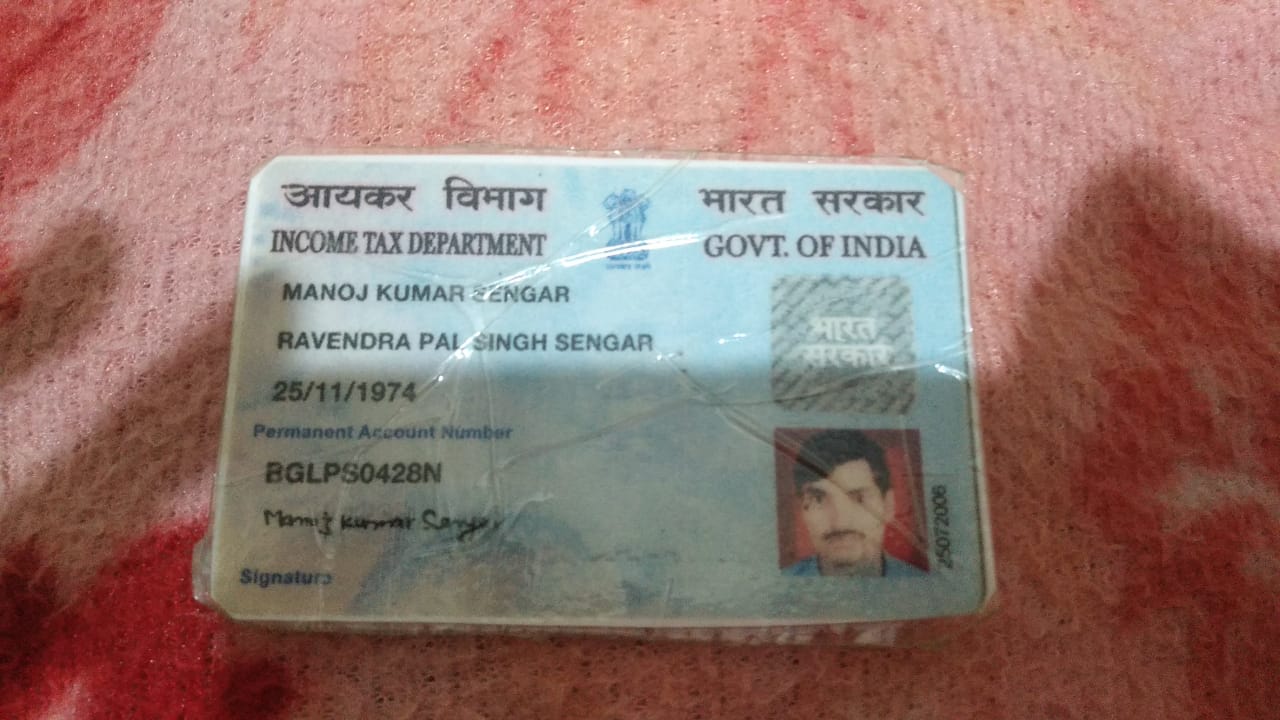 आयकर विभाग
INCOME TAX DEPARTMENT
भारत सरकार
GOVT. OF INDIA
MANOJ KUMAR SENGAR
RAVENDRA PAL SINGH SENGAR
25/11/1974
Permanent Account Number
BGLPS0428N
Manoj Kumar Sengar
Signature
भारत
सरकार
25072006